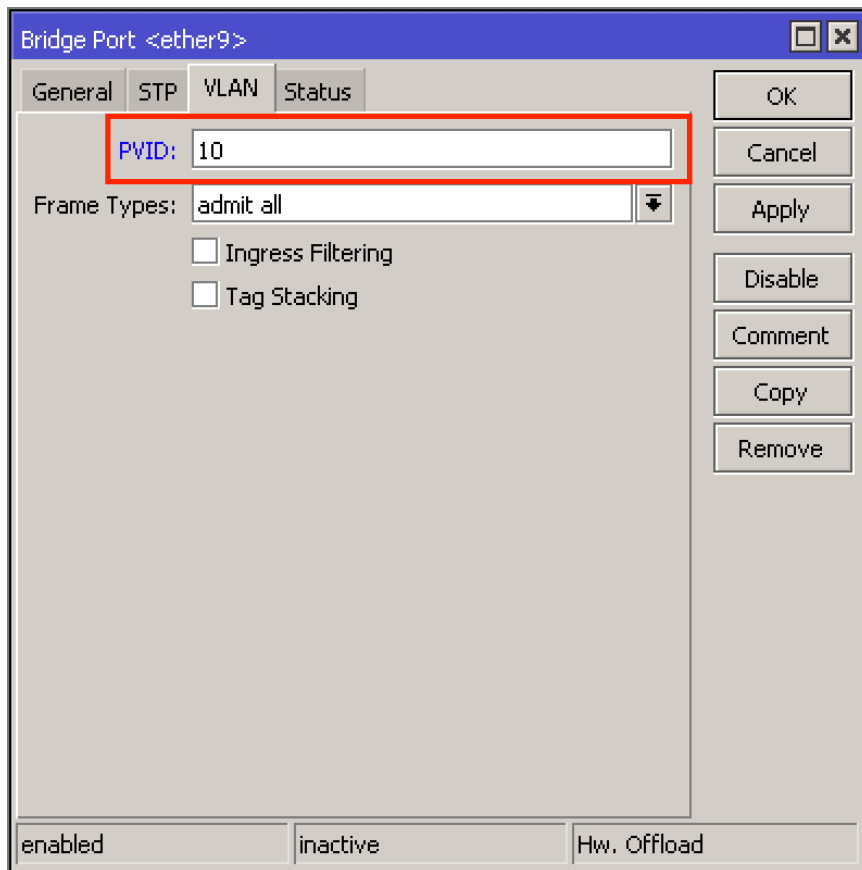 Bridge Port <ether9>
General STP VLAN Status
PVID: 10
Frame Types: admit all
Ingress Filtering
Tag Stacking
OK
Cancel
Apply
Disable
Comment
Copy
Remove
enabled inactive Hw. Offload